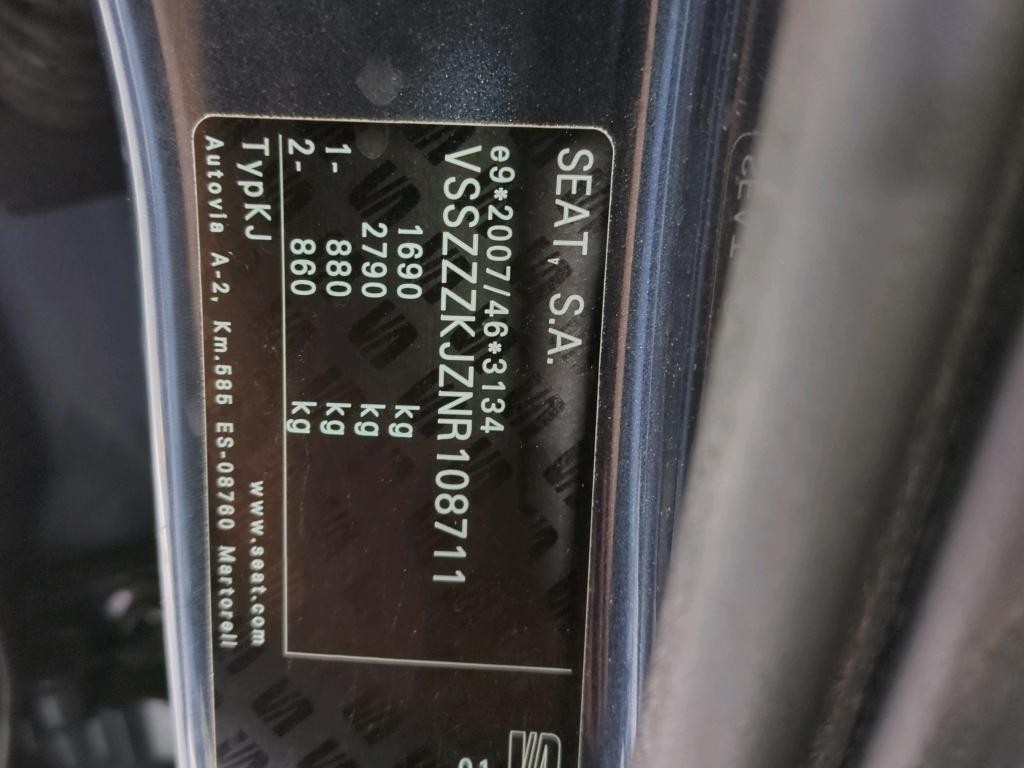 SEAT, S.A.
e9*2007/46*3134
VSSZZZKJZNR108711
1690 kg
2790 kg
1- 880 kg
2- 860 kg
TypKJ www.seat.com
Autovia A-2, Km.585 ES-08760 Martorell